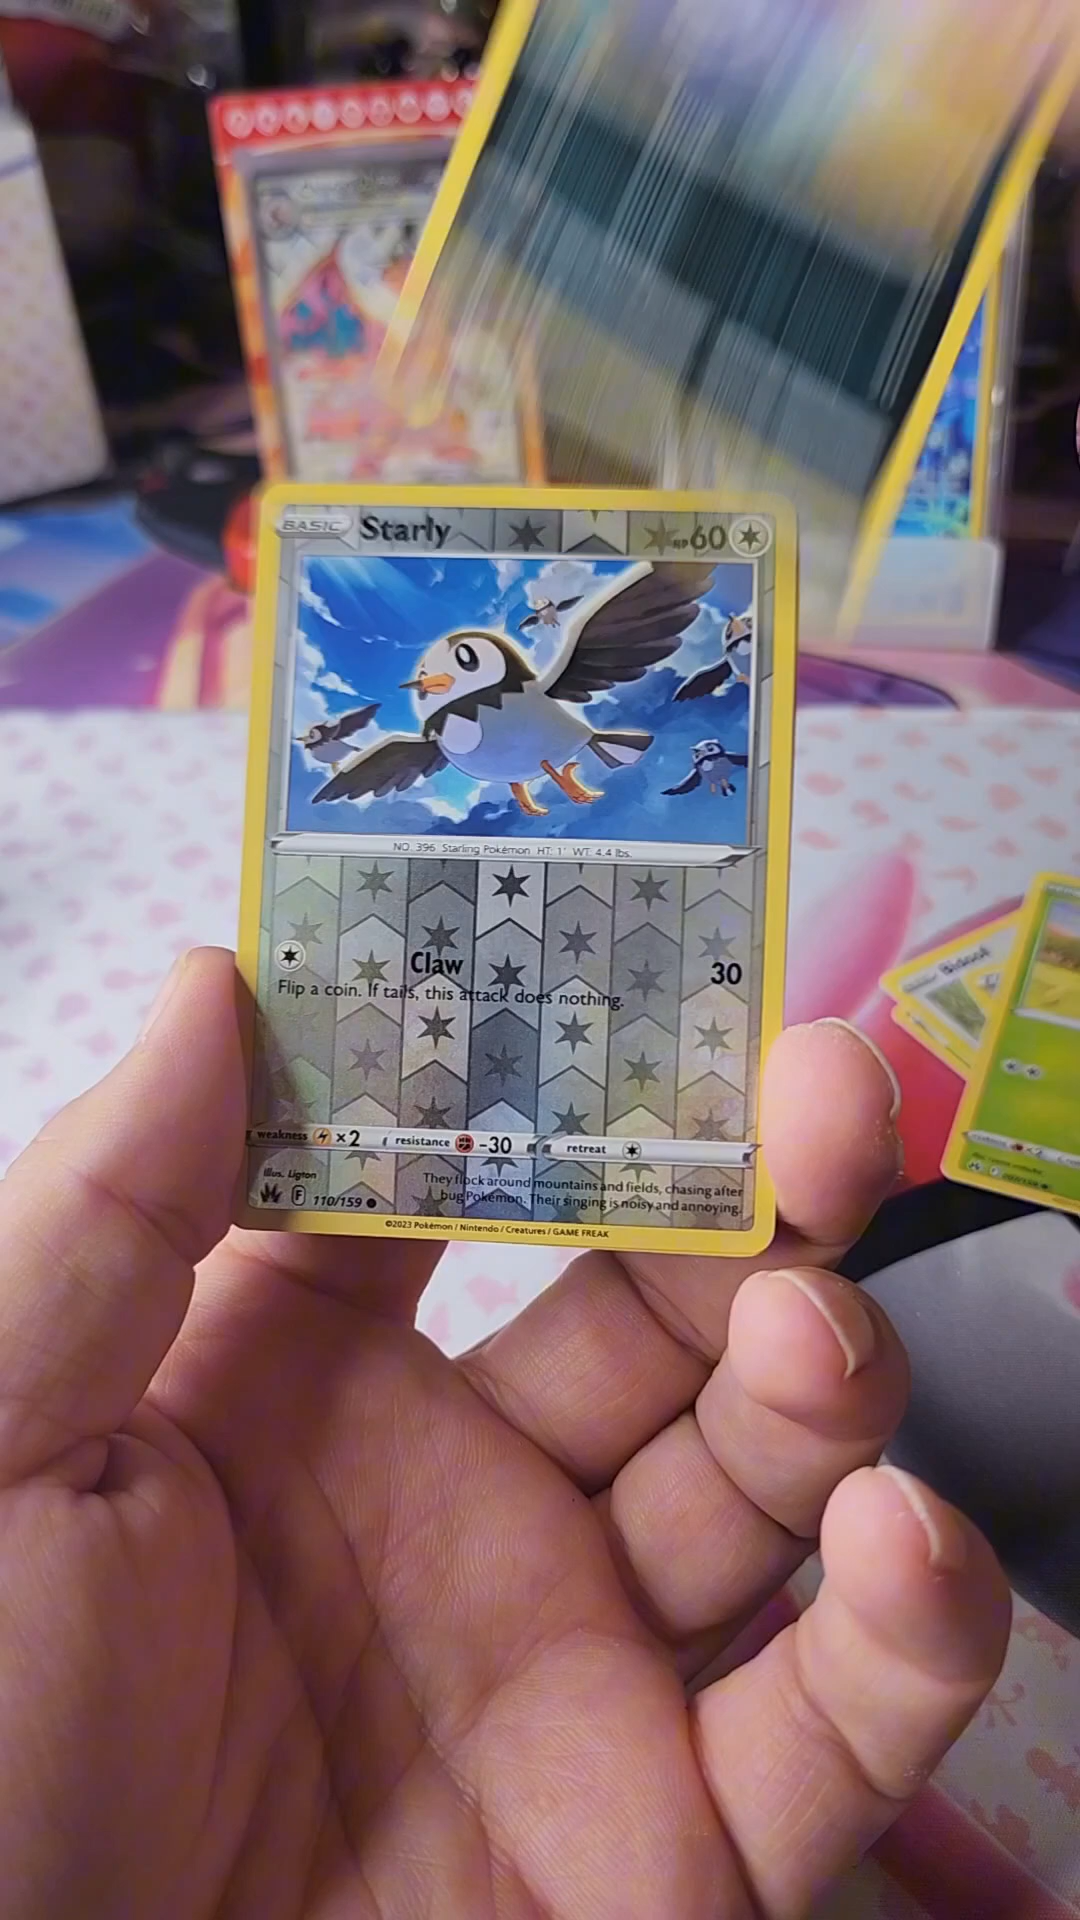 BASIC Starly HP 60
NO. 396 Starling Pokémon HT: 1' WT: 4.4 lbs.
Claw 30
Flip a coin. If tails, this attack does nothing.
weakness ×2 resistance -30 retreat
Illus. Ligton
They flock around mountains and fields, chasing after
bug Pokémon. Their singing is noisy and annoying.
F 110/159
©2023 Pokémon / Nintendo / Creatures / GAME FREAK
Bidoof
×2